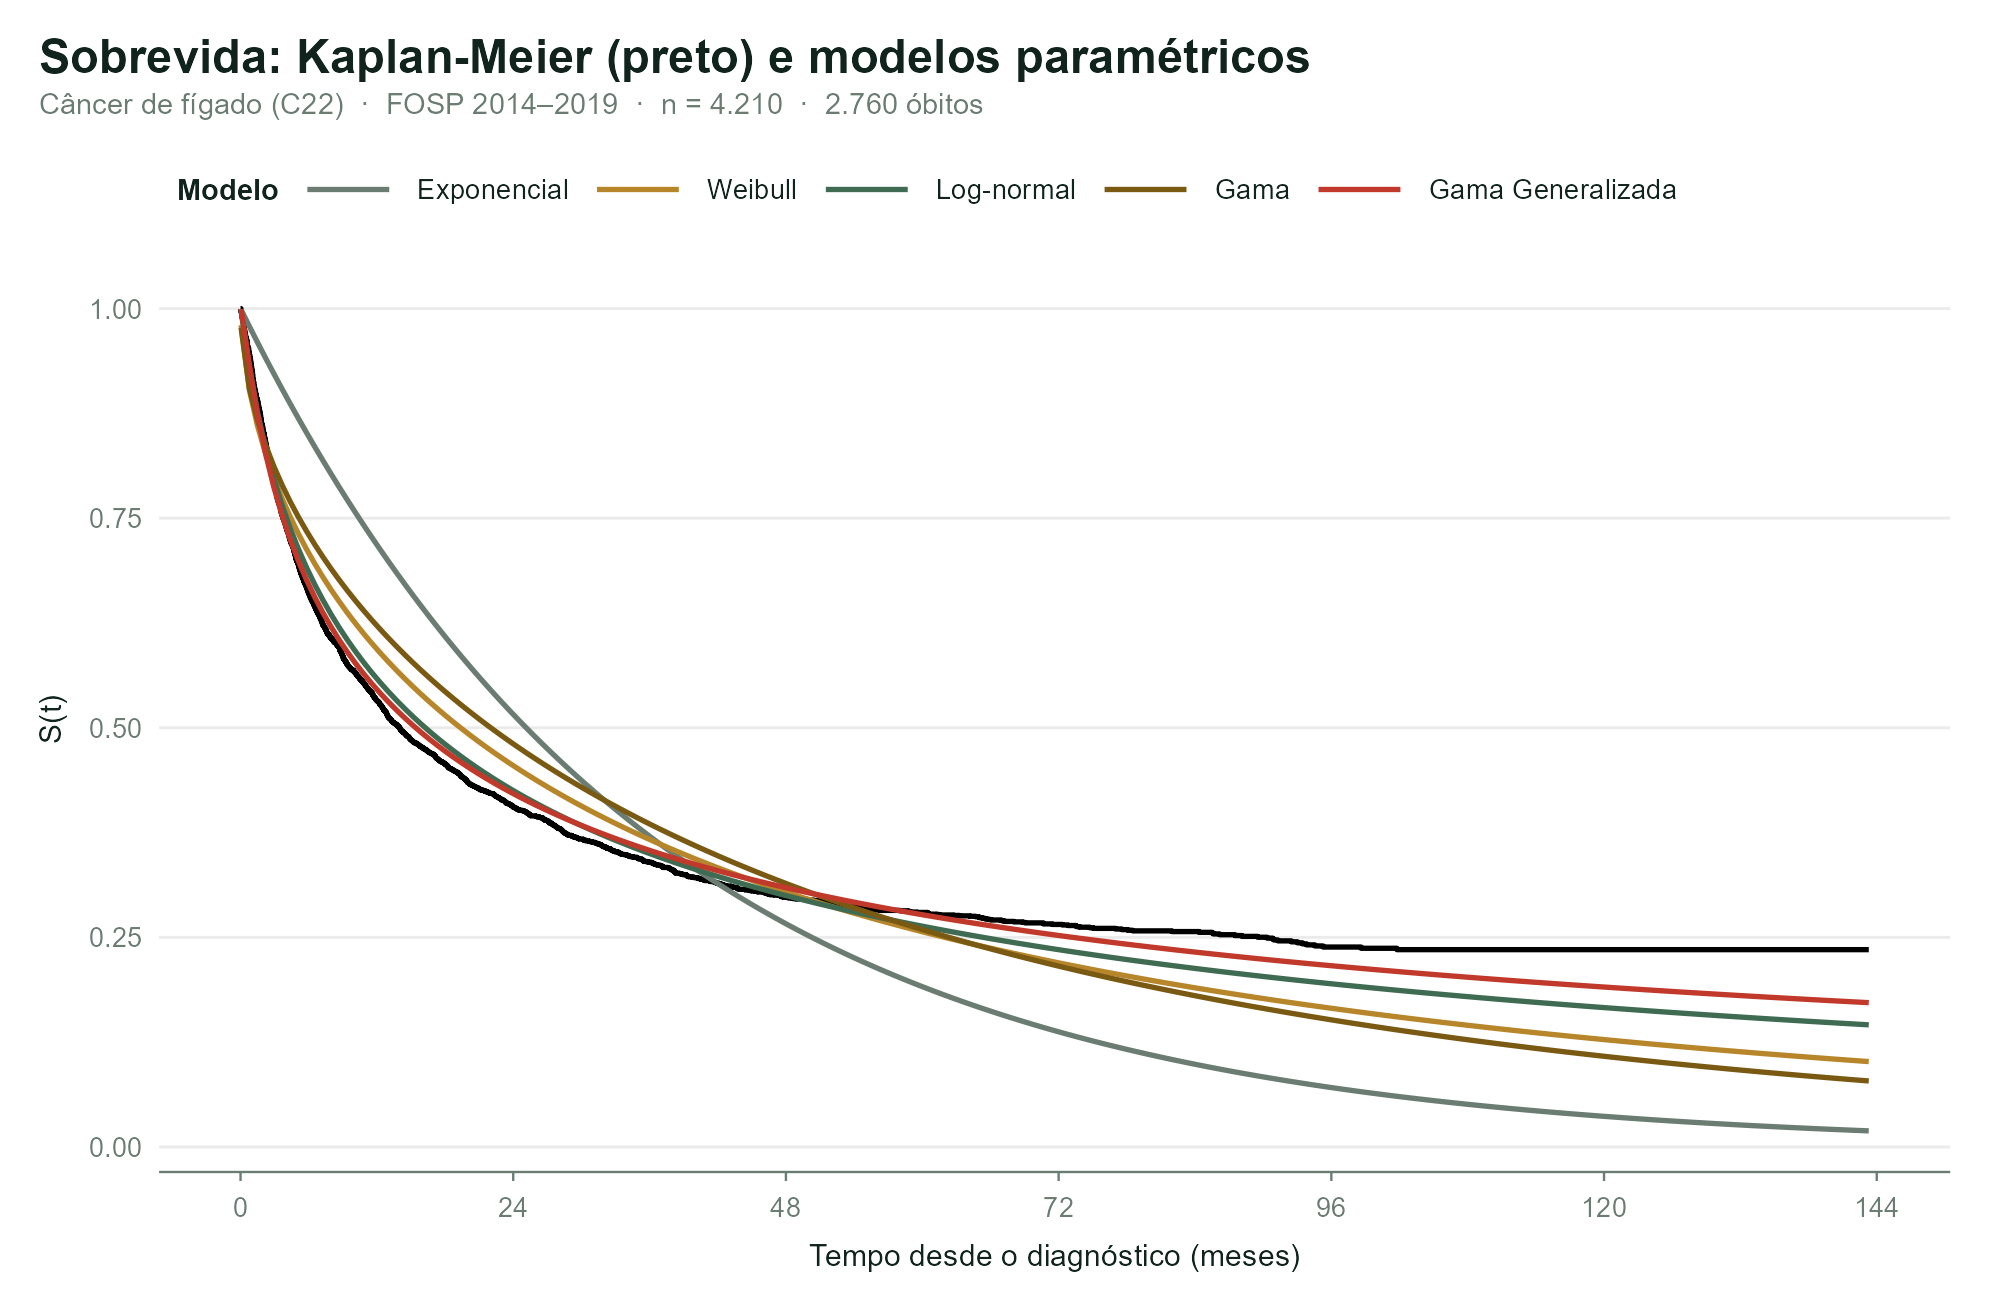 Sobrevida: Kaplan-Meier (preto) e modelos paramétricos
Câncer de fígado (C22) · FOSP 2014–2019 · n = 4.210 · 2.760 óbitos
Modelo Exponencial Weibull Log-normal Gama Gama Generalizada
1.00
0.75
0.50
0.25
0.00
S(t)
0 24 48 72 96 120 144
Tempo desde o diagnóstico (meses)